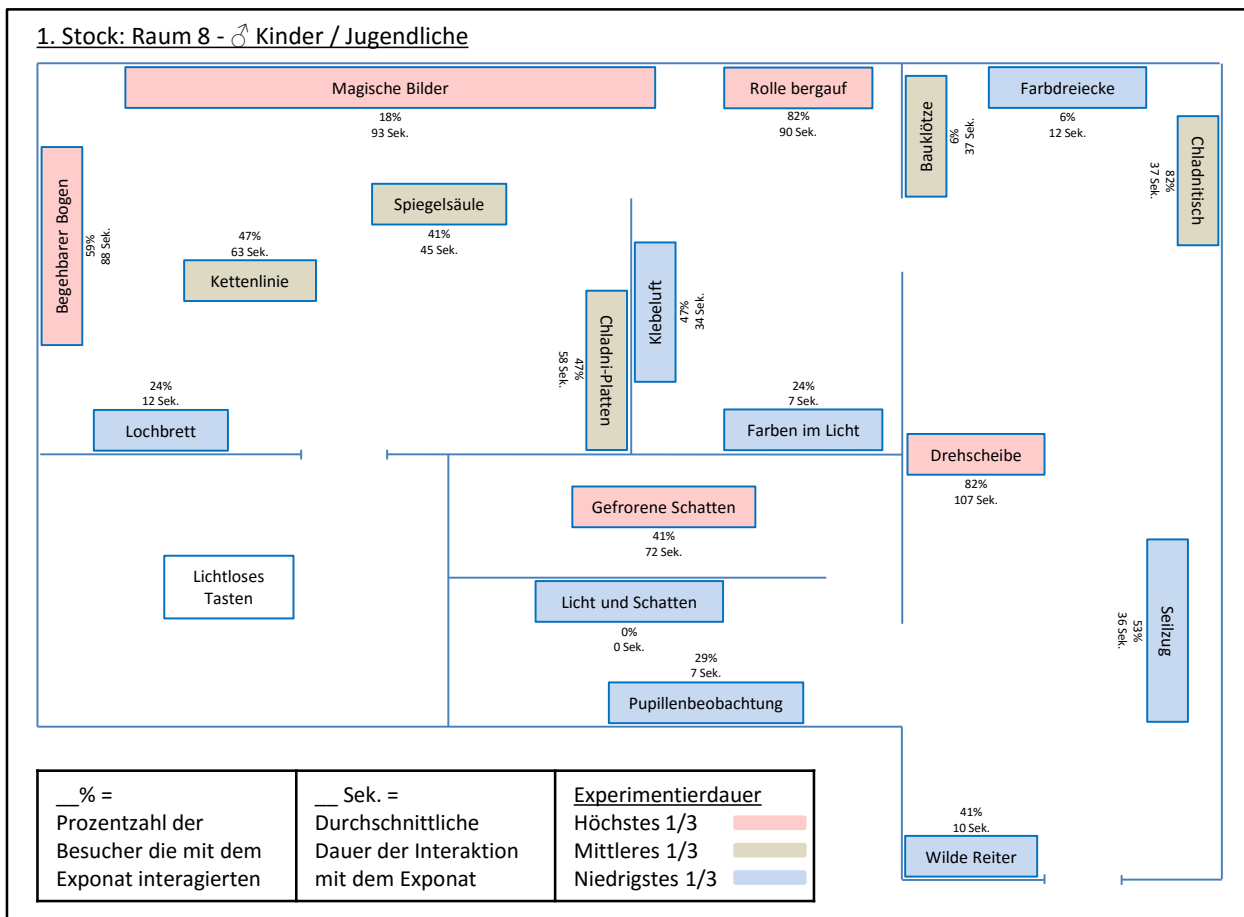 1. Stock: Raum 8 - ♂ Kinder / Jugendliche
Magische Bilder
18%
93 Sek.
Rolle bergauf
82%
90 Sek.
Bauklötze
6%
37 Sek.
Farbdreiecke
6%
12 Sek.
Chladnitisch
82%
37 Sek.
Begehbarer Bogen
59%
88 Sek.
Spiegelsäule
41%
45 Sek.
47%
63 Sek.
Kettenlinie
Chladni-Platten
47%
58 Sek.
Klebeluft
47%
34 Sek.
24%
12 Sek.
Lochbrett
24%
7 Sek.
Farben im Licht
Drehscheibe
82%
107 Sek.
Gefrorene Schatten
41%
72 Sek.
Lichtloses
Tasten
Licht und Schatten
0%
0 Sek.
Seilzug
53%
36 Sek.
29%
7 Sek.
Pupillenbeobachtung
41%
10 Sek.
Wilde Reiter
__% =
Prozentzahl der
Besucher die mit dem
Exponat interagierten
__ Sek. =
Durchschnittliche
Dauer der Interaktion
mit dem Exponat
Experimentierdauer
Höchstes 1/3
Mittleres 1/3
Niedrigstes 1/3